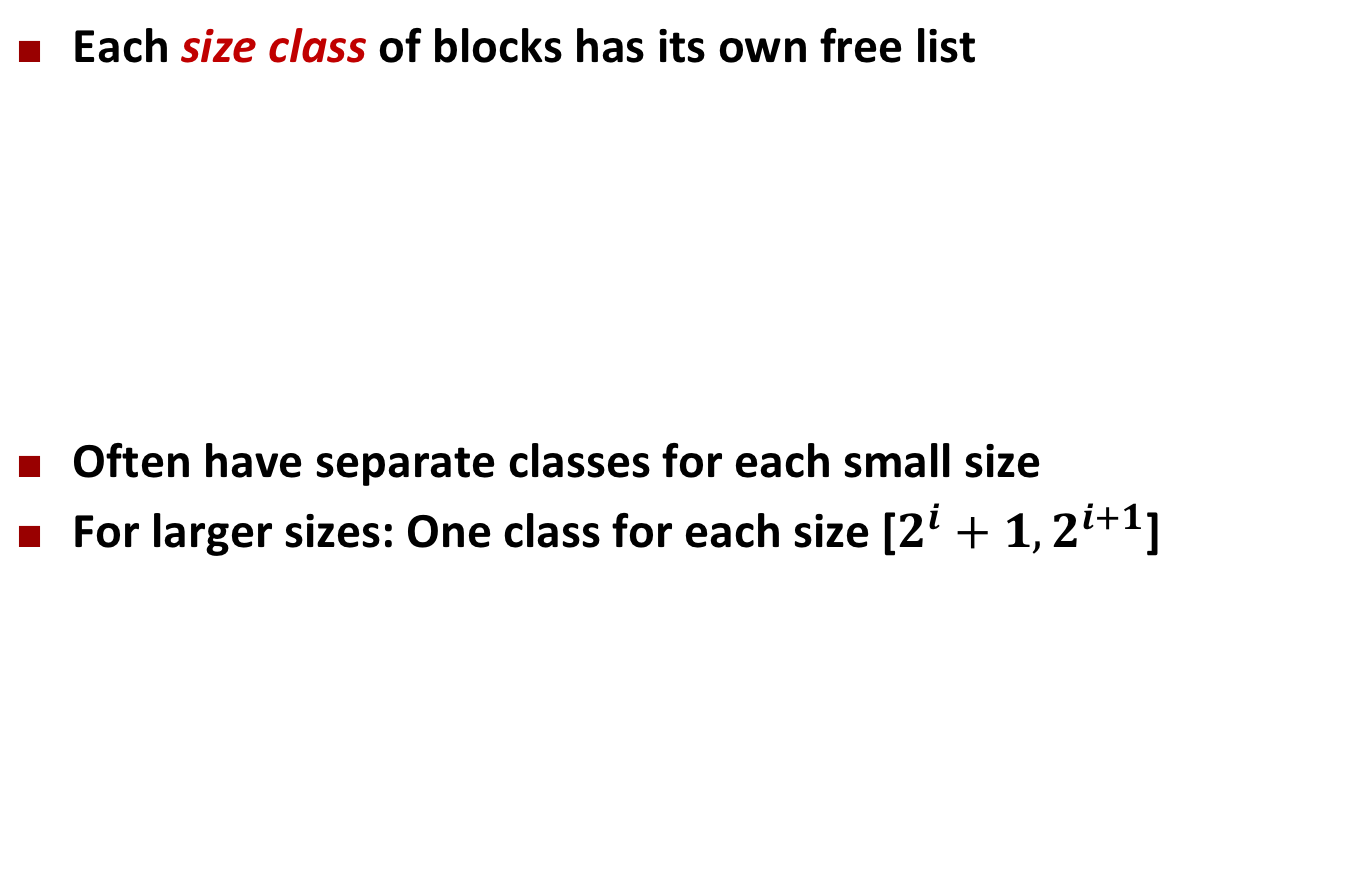 ■ Each size class of blocks has its own free list
■ Often have separate classes for each small size
■ For larger sizes: One class for each size [2^i + 1, 2^{i+1}]